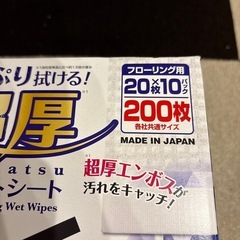 ぷり拭ける!
超厚
atsu
トシート
g Wet Wipes
フローリング用
20枚×10パック
200枚
各社共通サイズ
MADE IN JAPAN
超厚エンボスが
汚れをキャッチ!